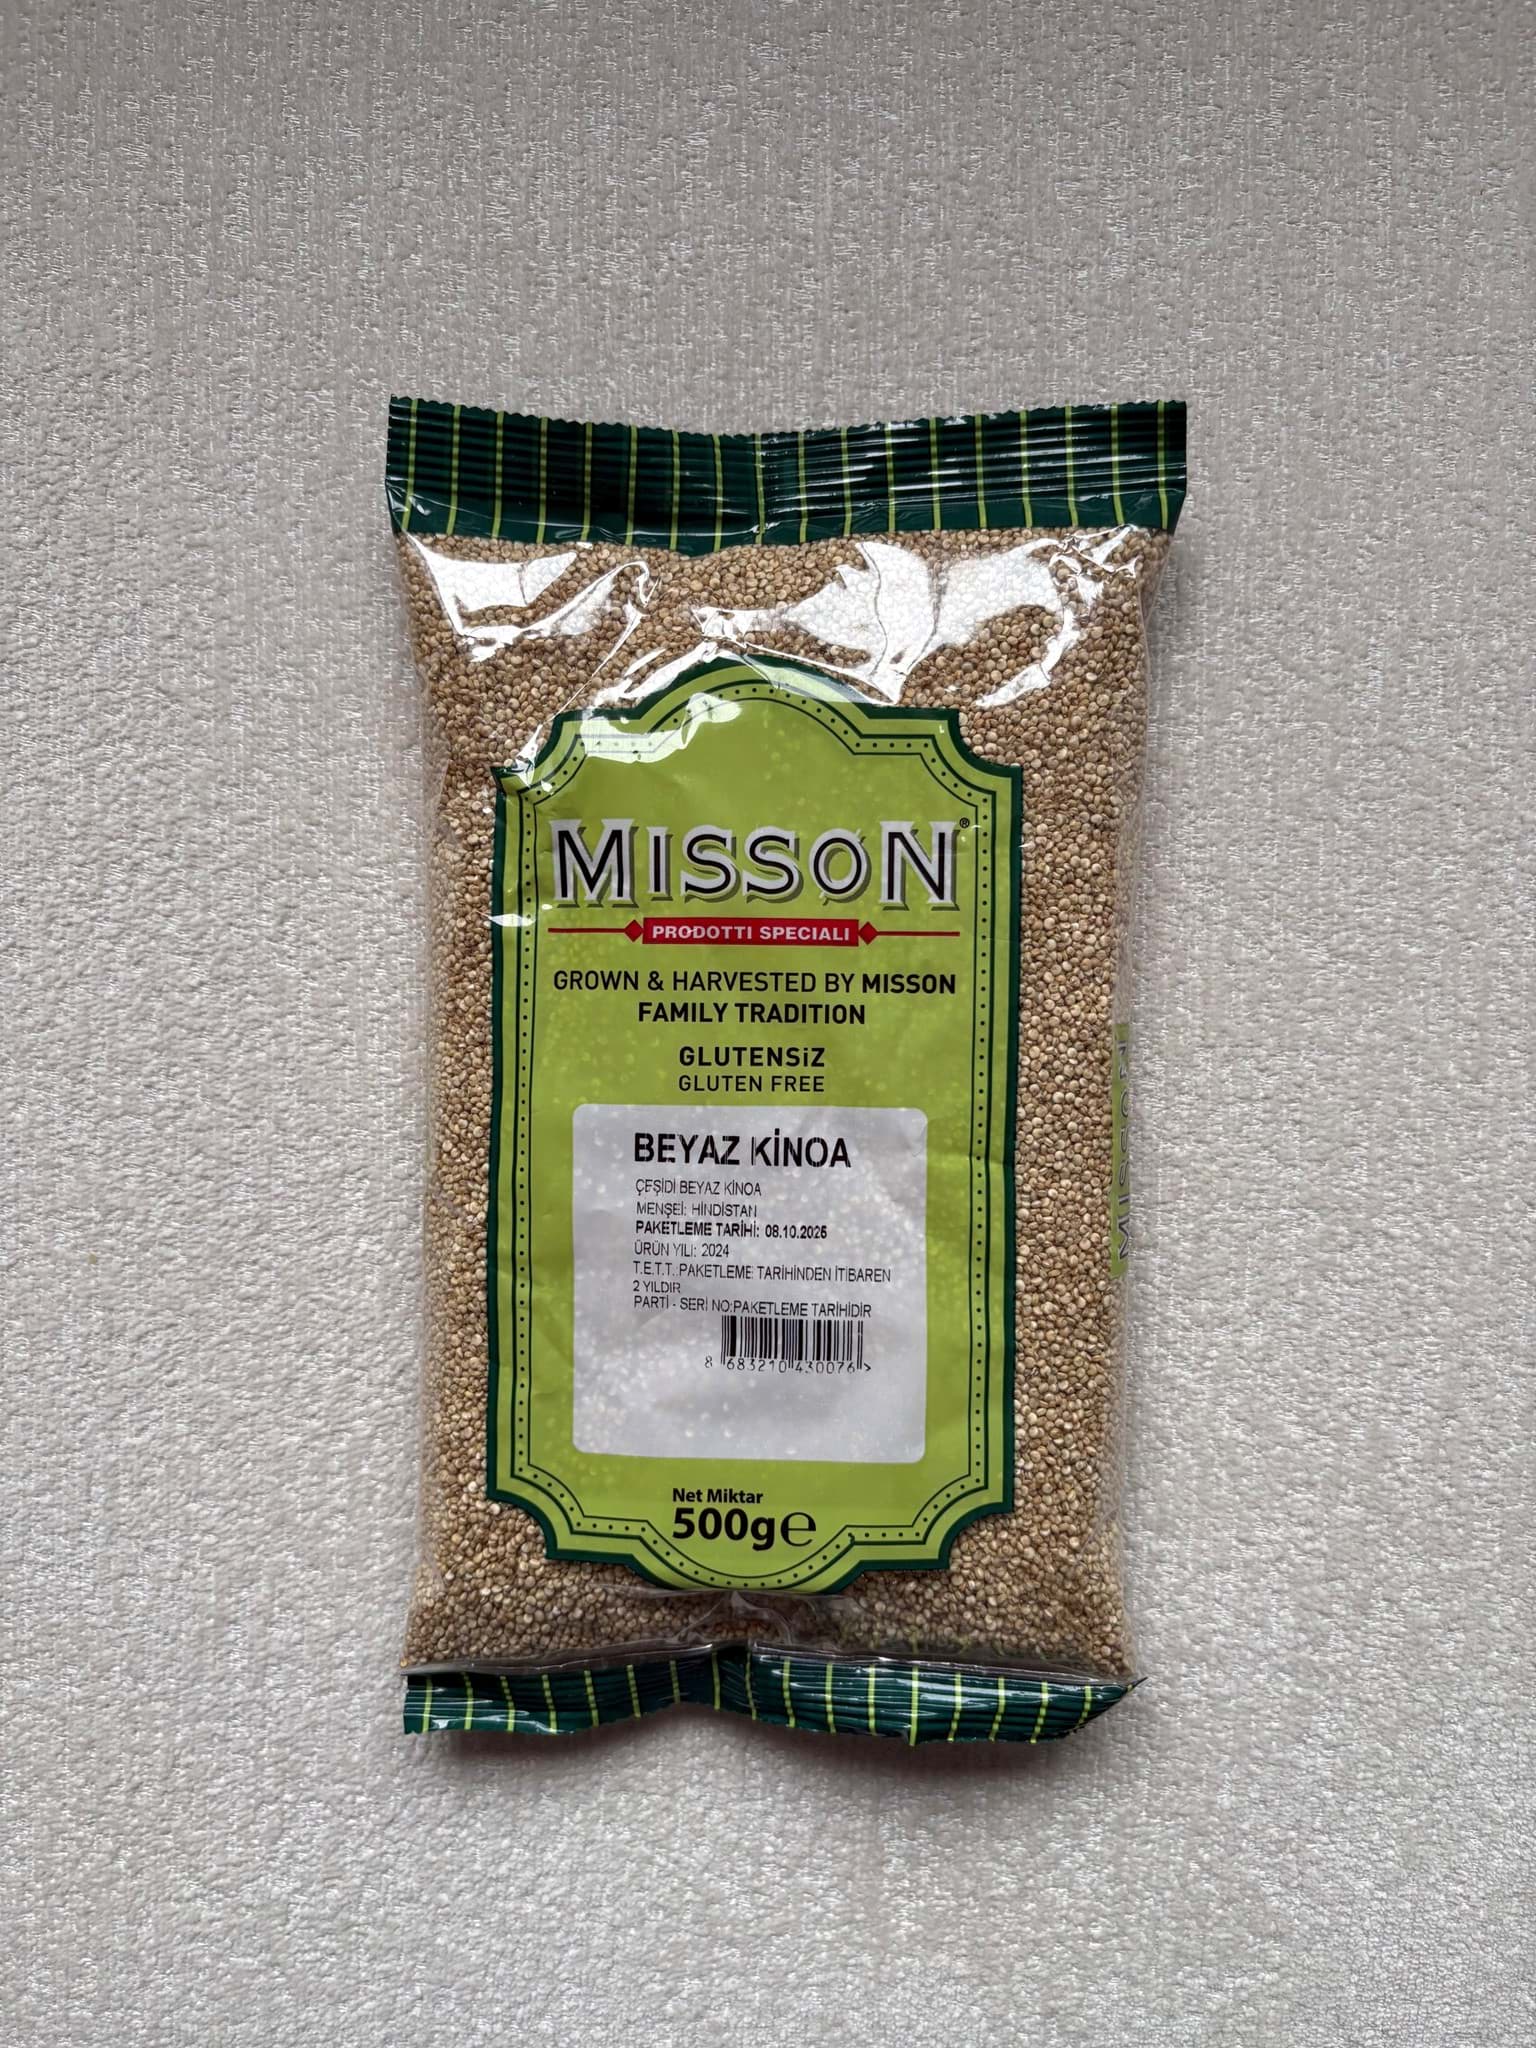 MISSON®
PRODOTTI SPECIALI
GROWN & HARVESTED BY MISSON
FAMILY TRADITION
GLUTENSiZ
GLUTEN FREE
BEYAZ KİNOA
ÇEŞİDİ BEYAZ KİNOA
MENŞEİ: HİNDİSTAN
PAKETLEME TARİHİ: 08.10.2025
ÜRÜN YILI: 2024
T.E.T.T.:PAKETLEME TARİHİNDEN İTİBAREN
2 YILDIR
PARTİ - SERİ NO:PAKETLEME TARİHİDİR
8 683210 430076 >
Net Miktar
500g℮
MISSON